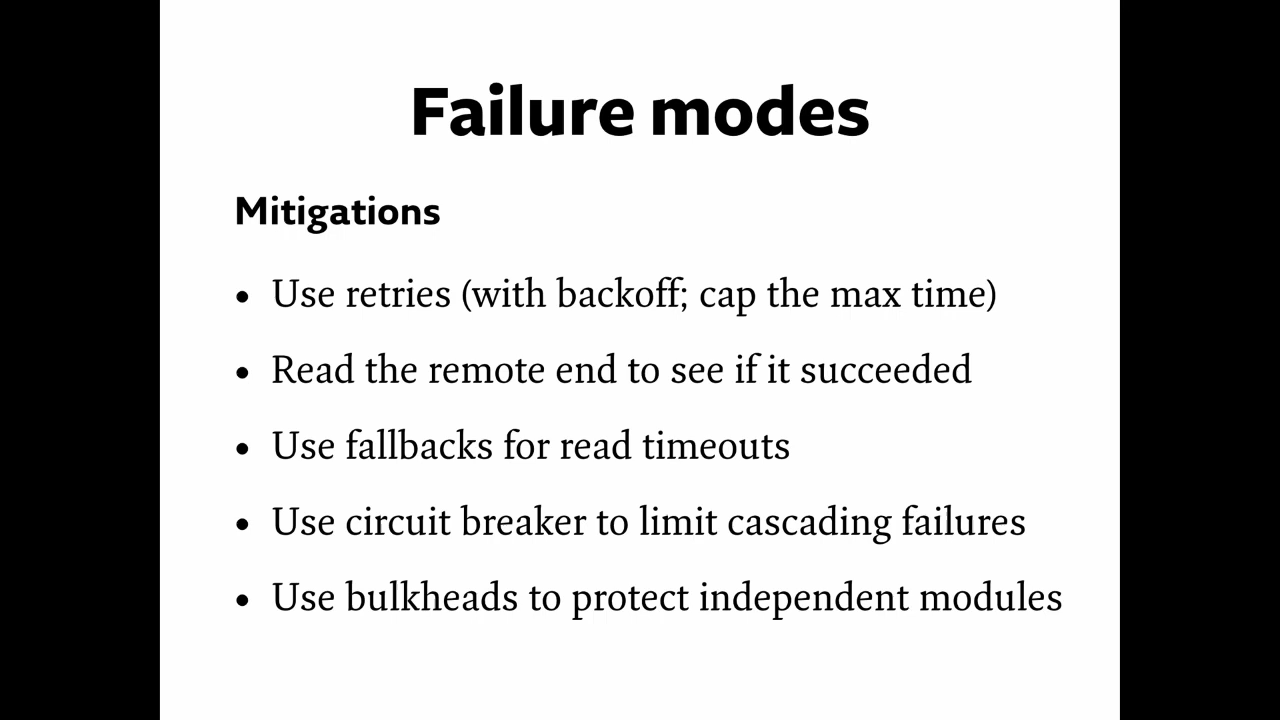 Failure modes
Mitigations
• Use retries (with backoff; cap the max time)
• Read the remote end to see if it succeeded
• Use fallbacks for read timeouts
• Use circuit breaker to limit cascading failures
• Use bulkheads to protect independent modules